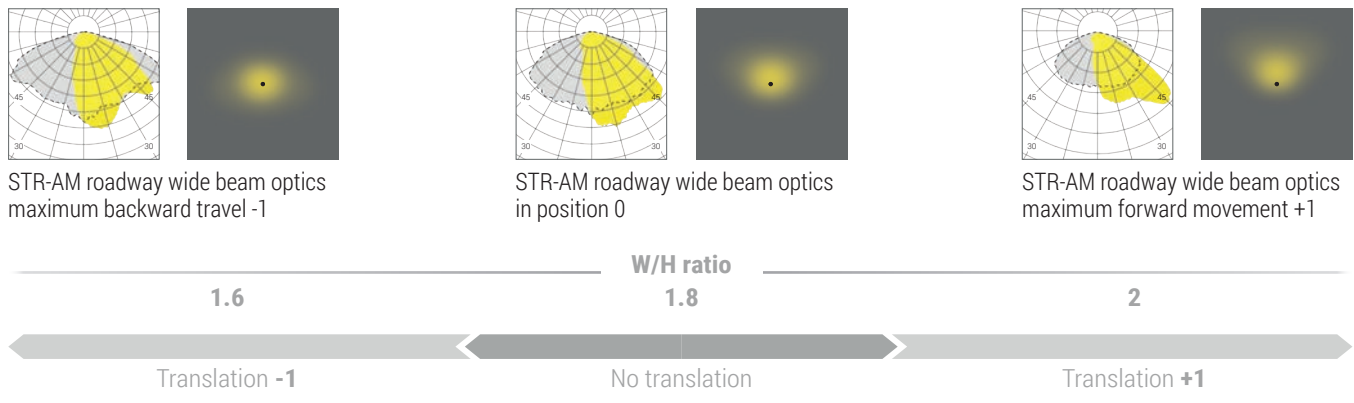 45 45
30 30
45 45
30 30
45 45
30 30
STR-AM roadway wide beam optics
maximum backward travel -1
STR-AM roadway wide beam optics
in position 0
STR-AM roadway wide beam optics
maximum forward movement +1
W/H ratio
1.6 1.8 2
Translation -1 No translation Translation +1